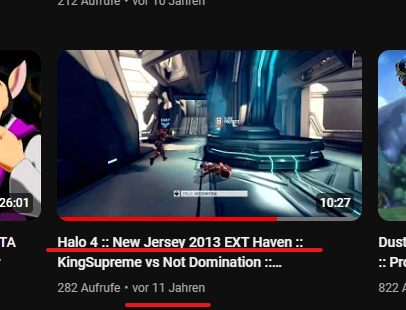 212 Aufrufe • vor 10 Jahren
26:01
10:27
TA
Halo 4 :: New Jersey 2013 EXT Haven ::
KingSupreme vs Not Domination ::...
282 Aufrufe • vor 11 Jahren
Dust
:: Pro
822 A